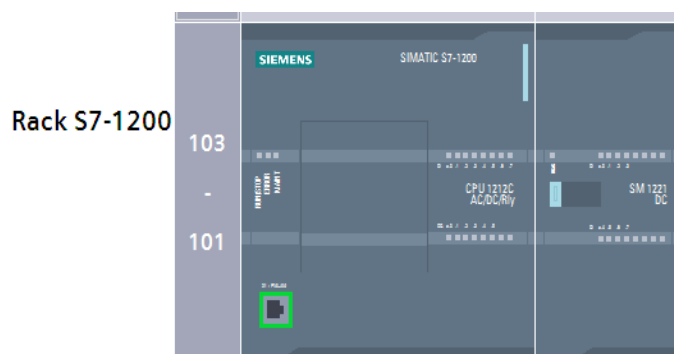 SIEMENS
SIMATIC S7-1200
Rack S7-1200
103
-
101
CPU 1212C
AC/DC/Rly
SM 1221
DC